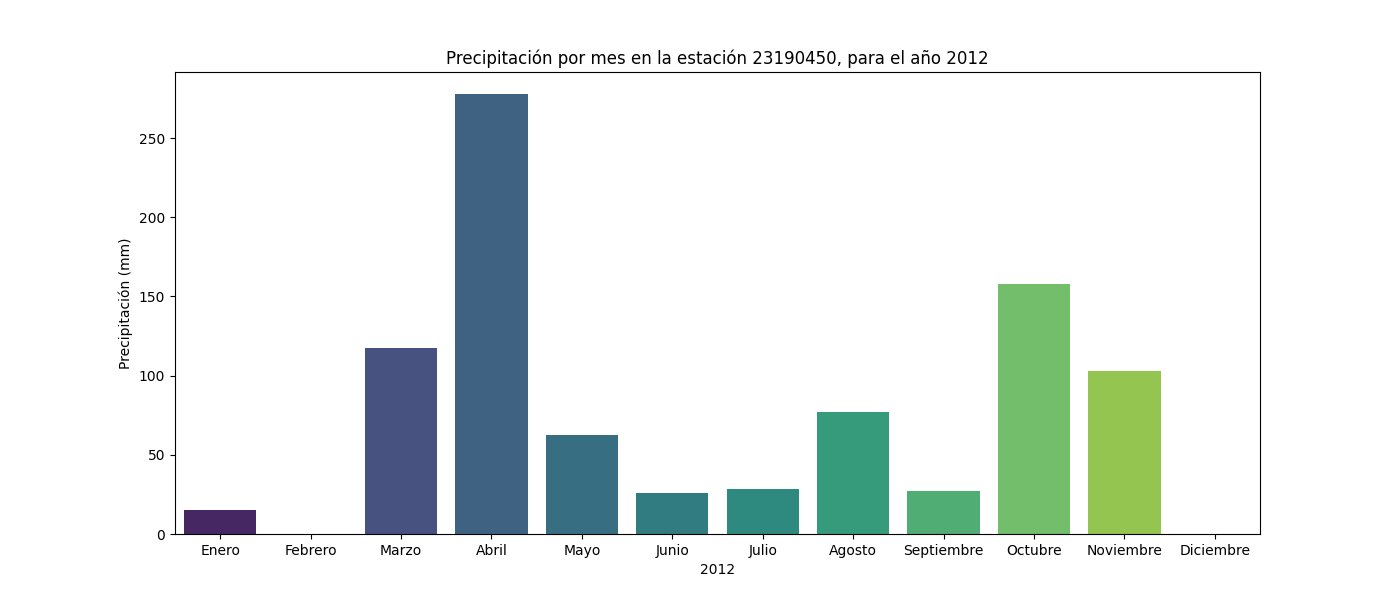 Precipitación por mes en la estación 23190450, para el año 2012
Precipitación (mm)
250
200
150
100
50
0
Enero Febrero Marzo Abril Mayo Junio Julio Agosto Septiembre Octubre Noviembre Diciembre
2012